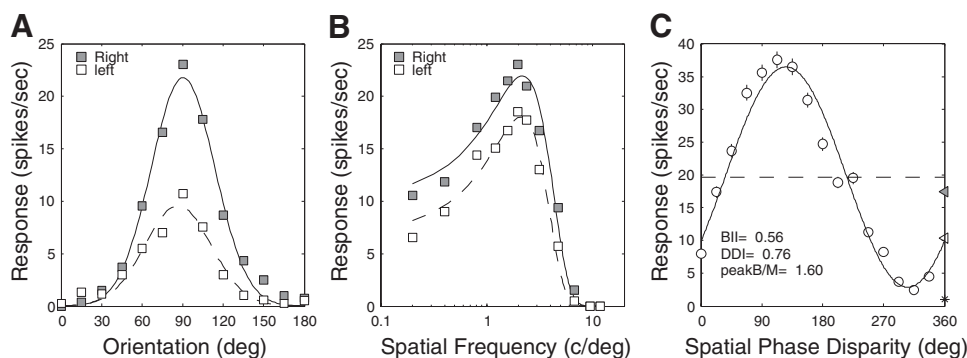 A
B
C
Response (spikes/sec)
25
20
15
10
5
0
Right
left
0
30
60
90
120
150
180
Orientation (deg)
Response (spikes/sec)
25
20
15
10
5
0
Right
left
0.1
1
10
Spatial Frequency (c/deg)
Response (spikes/sec)
40
35
30
25
20
15
10
5
0
BII= 0.56
DDI= 0.76
peakB/M= 1.60
0
90
180
270
360
Spatial Phase Disparity (deg)